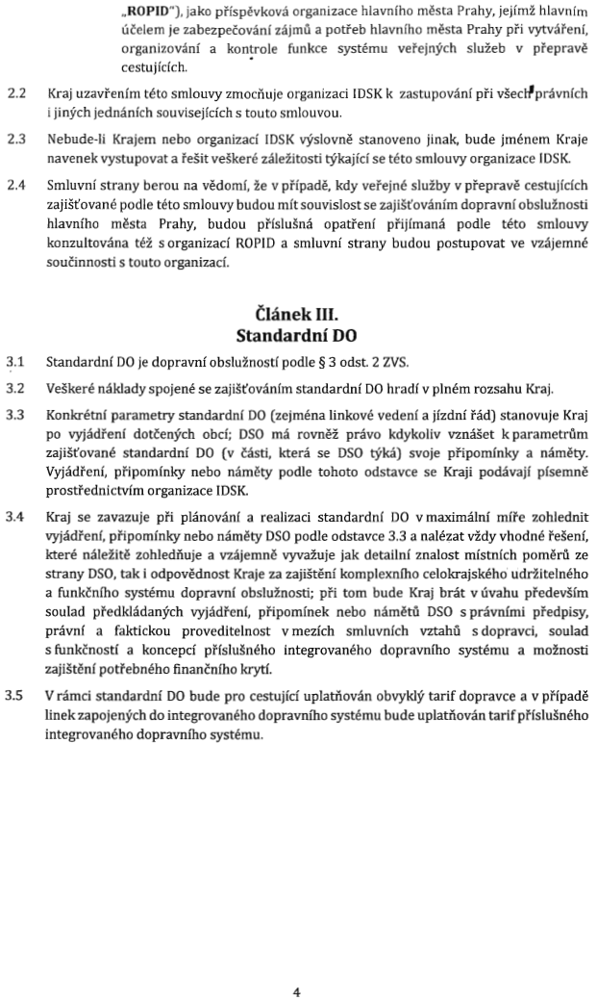 „ROPID"), jako příspěvková organizace hlavního města Prahy, jejímž hlavním
účelem je zabezpečování zájmů a potřeb hlavního města Prahy při vytváření,
organizování a kontrole funkce systému veřejných služeb v přepravě
cestujících.
2.2 Kraj uzavřením této smlouvy zmocňuje organizaci IDSK k zastupování při všech právních
i jiných jednáních souvisejících s touto smlouvou.
2.3 Nebude-li Krajem nebo organizací IDSK výslovně stanoveno jinak, bude jménem Kraje
navenek vystupovat a řešit veškeré záležitosti týkající se této smlouvy organizace IDSK.
2.4 Smluvní strany berou na vědomí, že v případě, kdy veřejné služby v přepravě cestujících
zajišťované podle této smlouvy budou mít souvislost se zajišťováním dopravní obslužnosti
hlavního města Prahy, budou příslušná opatření přijímaná podle této smlouvy
konzultována též s organizací ROPID a smluvní strany budou postupovat ve vzájemné
součinnosti s touto organizací.
Článek III.
Standardní DO
3.1 Standardní DO je dopravní obslužností podle § 3 odst. 2 ZVS.
3.2 Veškeré náklady spojené se zajišťováním standardní DO hradí v plném rozsahu Kraj.
3.3 Konkrétní parametry standardní DO (zejména linkové vedení a jízdní řád) stanovuje Kraj
po vyjádření dotčených obcí; DSO má rovněž právo kdykoliv vznášet k parametrům
zajišťované standardní DO (v části, která se DSO týká) svoje připomínky a náměty.
Vyjádření, připomínky nebo náměty podle tohoto odstavce se Kraji podávají písemně
prostřednictvím organizace IDSK.
3.4 Kraj se zavazuje při plánování a realizaci standardní DO v maximální míře zohlednit
vyjádření, připomínky nebo náměty DSO podle odstavce 3.3 a nalézat vždy vhodné řešení,
které náležitě zohledňuje a vzájemně vyvažuje jak detailní znalost místních poměrů ze
strany DSO, tak i odpovědnost Kraje za zajištění komplexního celokrajského udržitelného
a funkčního systému dopravní obslužnosti; při tom bude Kraj brát v úvahu především
soulad předkládaných vyjádření, připomínek nebo námětů DSO s právními předpisy,
právní a faktickou proveditelnost v mezích smluvních vztahů s dopravci, soulad
s funkčností a koncepcí příslušného integrovaného dopravního systému a možnosti
zajištění potřebného finančního krytí.
3.5 V rámci standardní DO bude pro cestující uplatňován obvyklý tarif dopravce a v případě
linek zapojených do integrovaného dopravního systému bude uplatňován tarif příslušného
integrovaného dopravního systému.
4